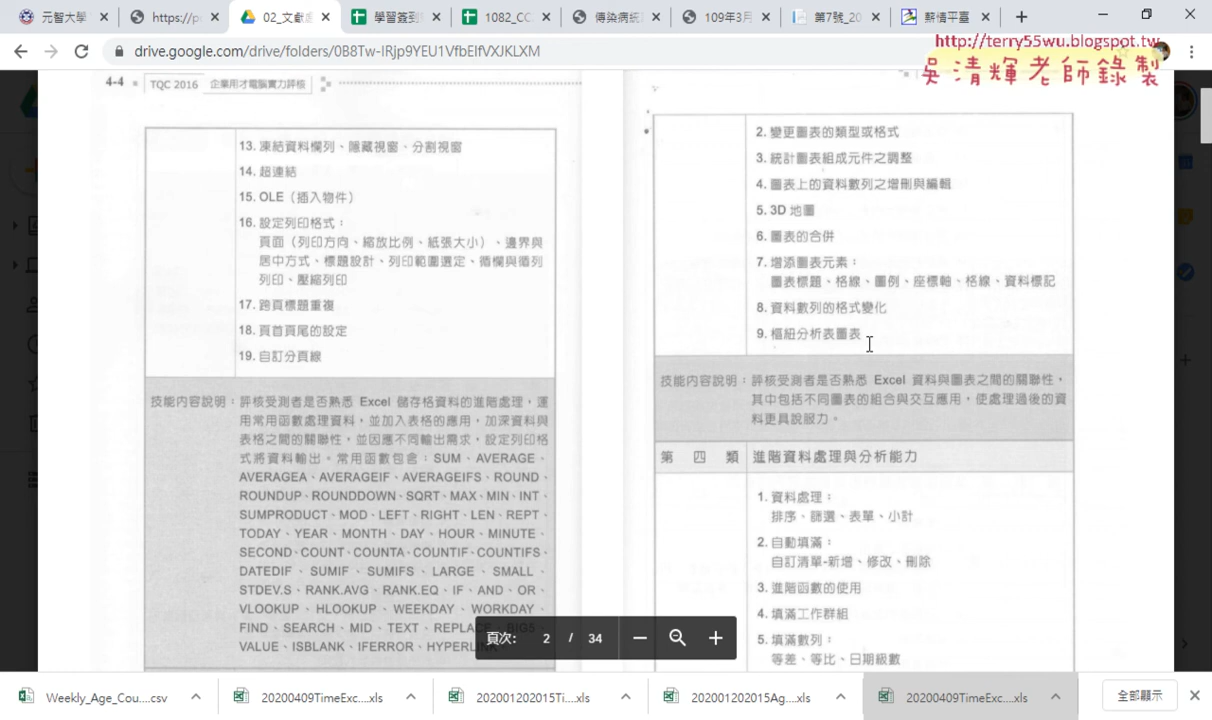 元智大學
https://p
02_文獻
學習簽到
1082_CC
傳染病統
109年3月
第7號_20
薪情平臺
drive.google.com/drive/folders/0B8Tw-IRjp9YEU1VfbElfVXJKLXM
http://terry55wu.blogspot.tw
吳清輝老師錄製
4-4 TQC 2016 企業用才電腦實力評核
13. 凍結資料欄列、隱藏視窗、分割視窗
14. 超連結
15. OLE（插入物件）
16. 設定列印格式：
頁面（列印方向、縮放比例、紙張大小）、邊界與
居中方式、標題設計、列印範圍選定、循欄與循列
列印、壓縮列印
17. 跨頁標題重複
18. 頁首頁尾的設定
19. 自訂分頁線
技能內容說明：評核受測者是否熟悉 Excel 儲存格資料的進階處理，運
用常用函數處理資料，並加入表格的應用，加深資料與
表格之間的關聯性，並因應不同輸出需求，設定列印格
式將資料輸出。常用函數包含：SUM、AVERAGE、
AVERAGEA、AVERAGEIF、AVERAGEIFS、ROUND、
ROUNDUP、ROUNDDOWN、SQRT、MAX、MIN、INT、
SUMPRODUCT、MOD、LEFT、RIGHT、LEN、REPT、
TODAY、YEAR、MONTH、DAY、HOUR、MINUTE、
SECOND、COUNT、COUNTA、COUNTIF、COUNTIFS、
DATEDIF、SUMIF、SUMIFS、LARGE、SMALL、
STDEV.S、RANK.AVG、RANK.EQ、IF、AND、OR、
VLOOKUP、HLOOKUP、WEEKDAY、WORKDAY、
FIND、SEARCH、MID、TEXT、REPLACE、BIG5、
VALUE、ISBLANK、IFERROR、HYPERLINK
2. 變更圖表的類型或格式
3. 統計圖表組成元件之調整
4. 圖表上的資料數列之增刪與編輯
5. 3D 地圖
6. 圖表的合併
7. 增添圖表元素：
圖表標題、格線、圖例、座標軸、格線、資料標記
8. 資料數列的格式變化
9. 樞紐分析表圖表
技能內容說明：評核受測者是否熟悉 Excel 資料與圖表之間的關聯性，
其中包括不同圖表的組合與交互應用，使處理過後的資
料更具說服力。
第 四 類 進階資料處理與分析能力
1. 資料處理：
排序、篩選、表單、小計
2. 自動填滿：
自訂清單-新增、修改、刪除
3. 進階函數的使用
4. 填滿工作群組
5. 填滿數列：
等差、等比、日期級數
頁次： 2 / 34
Weekly_Age_Cou....csv
20200409TimeExc....xls
202001202015Ti....xls
202001202015Ag....xls
20200409TimeExc....xls
全部顯示